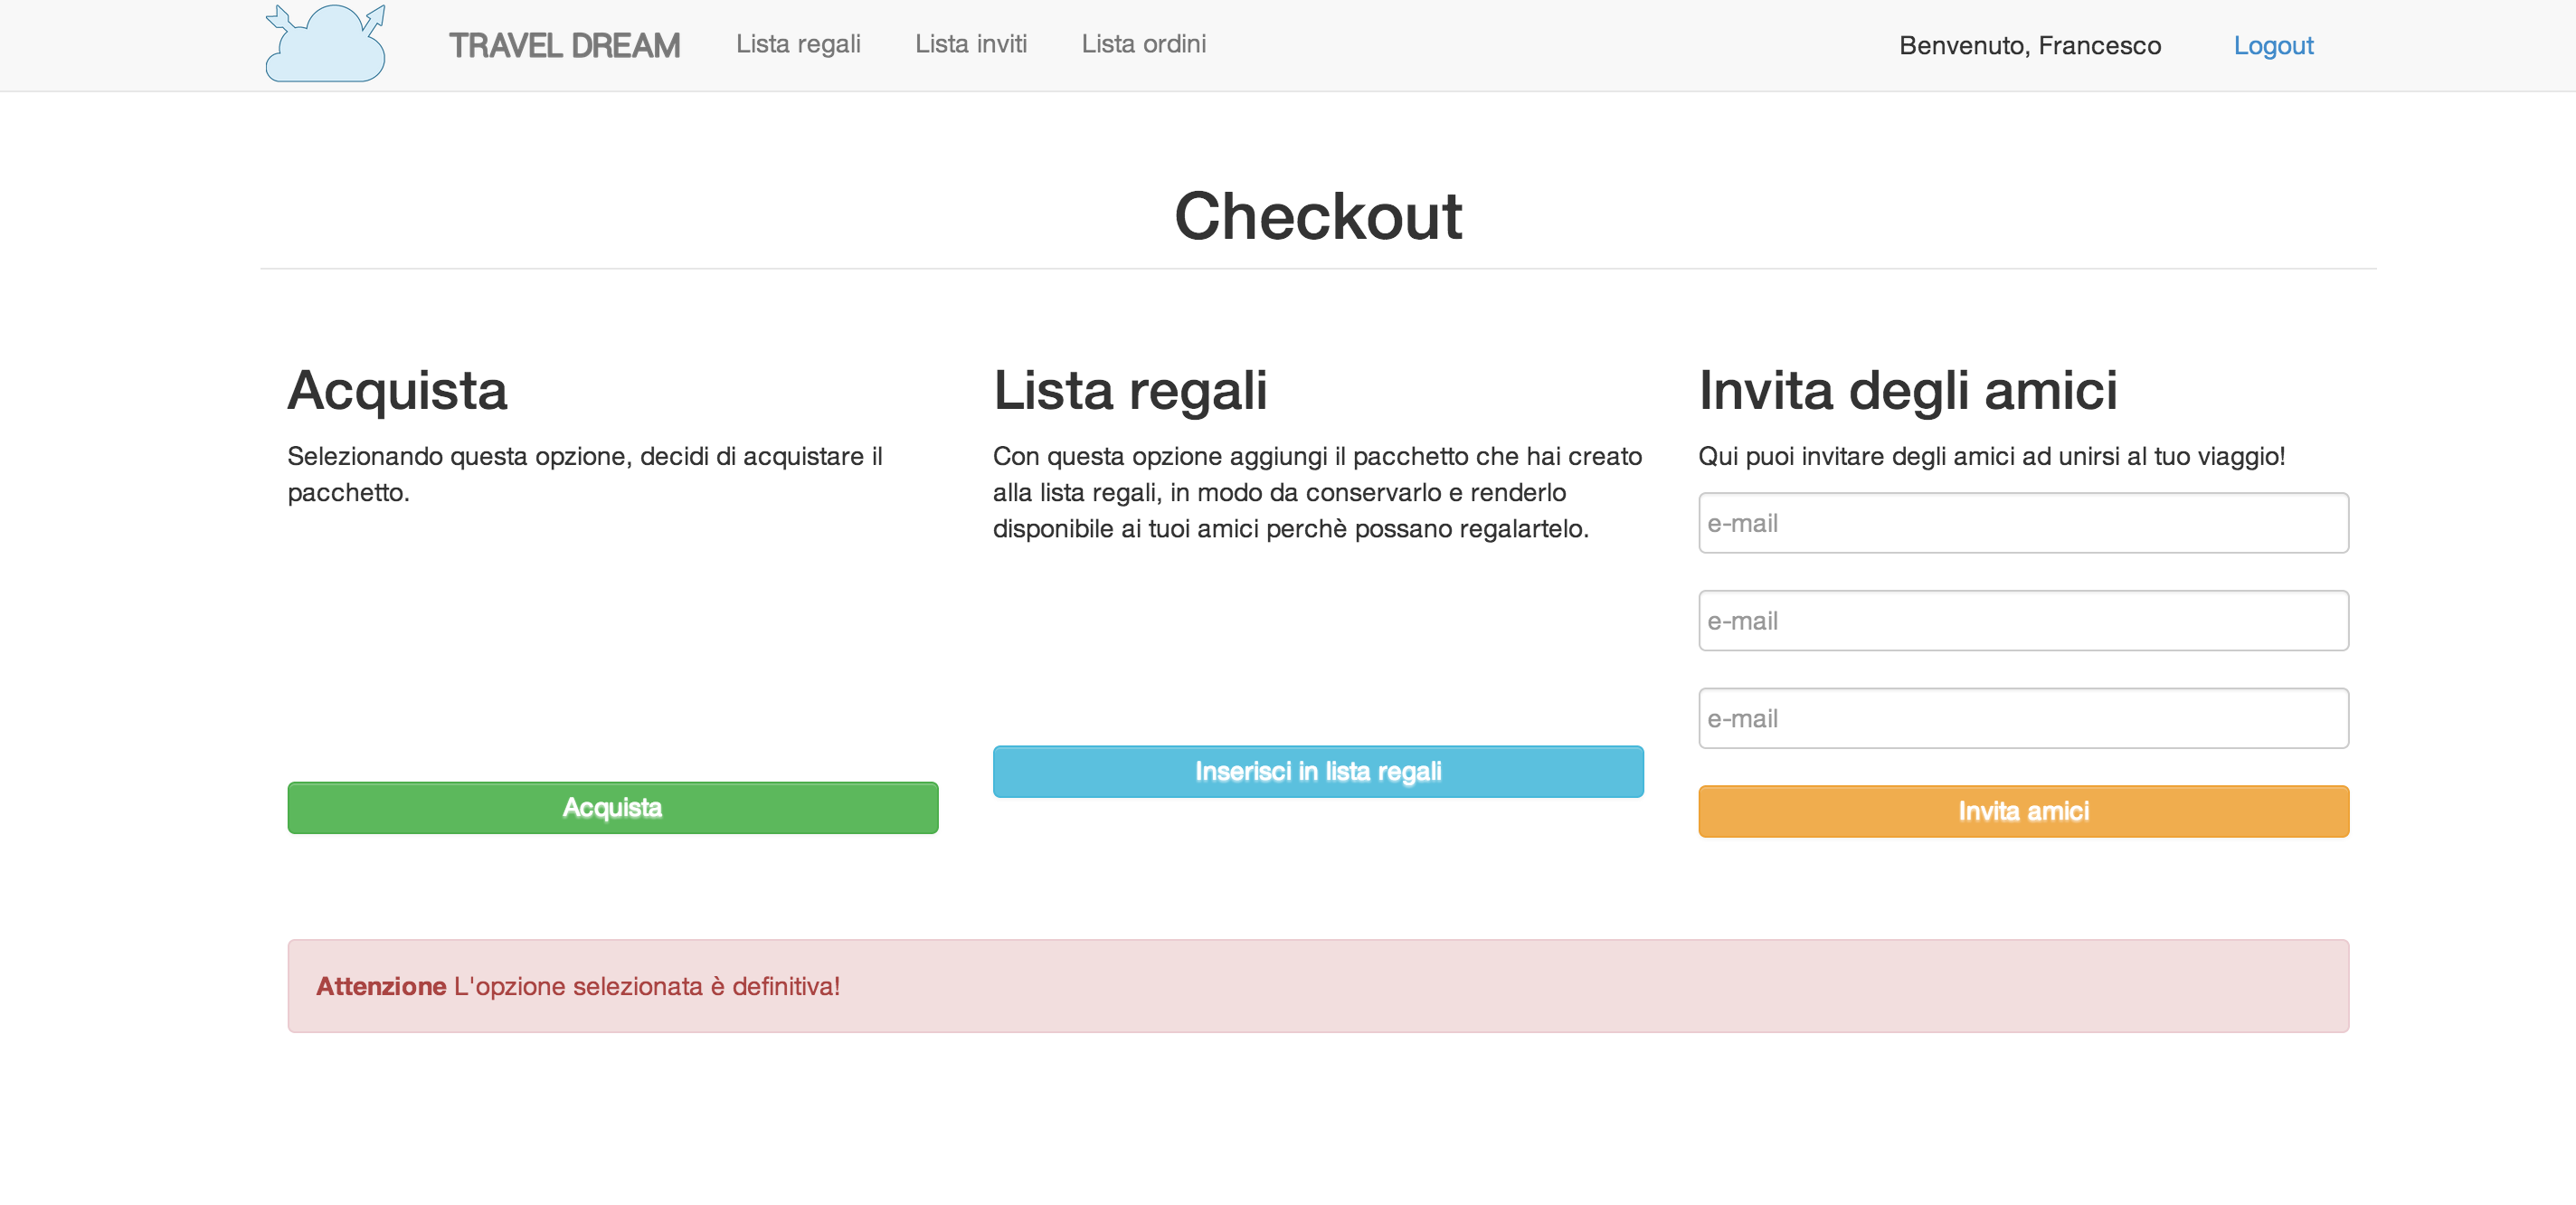 TRAVEL DREAM
Lista regali
Lista inviti
Lista ordini
Benvenuto, Francesco
Logout
Checkout
Acquista
Selezionando questa opzione, decidi di acquistare il
pacchetto.
Acquista
Lista regali
Con questa opzione aggiungi il pacchetto che hai creato
alla lista regali, in modo da conservarlo e renderlo
disponibile ai tuoi amici perchè possano regalartelo.
Inserisci in lista regali
Invita degli amici
Qui puoi invitare degli amici ad unirsi al tuo viaggio!
e-mail
e-mail
e-mail
Invita amici
Attenzione L'opzione selezionata è definitiva!